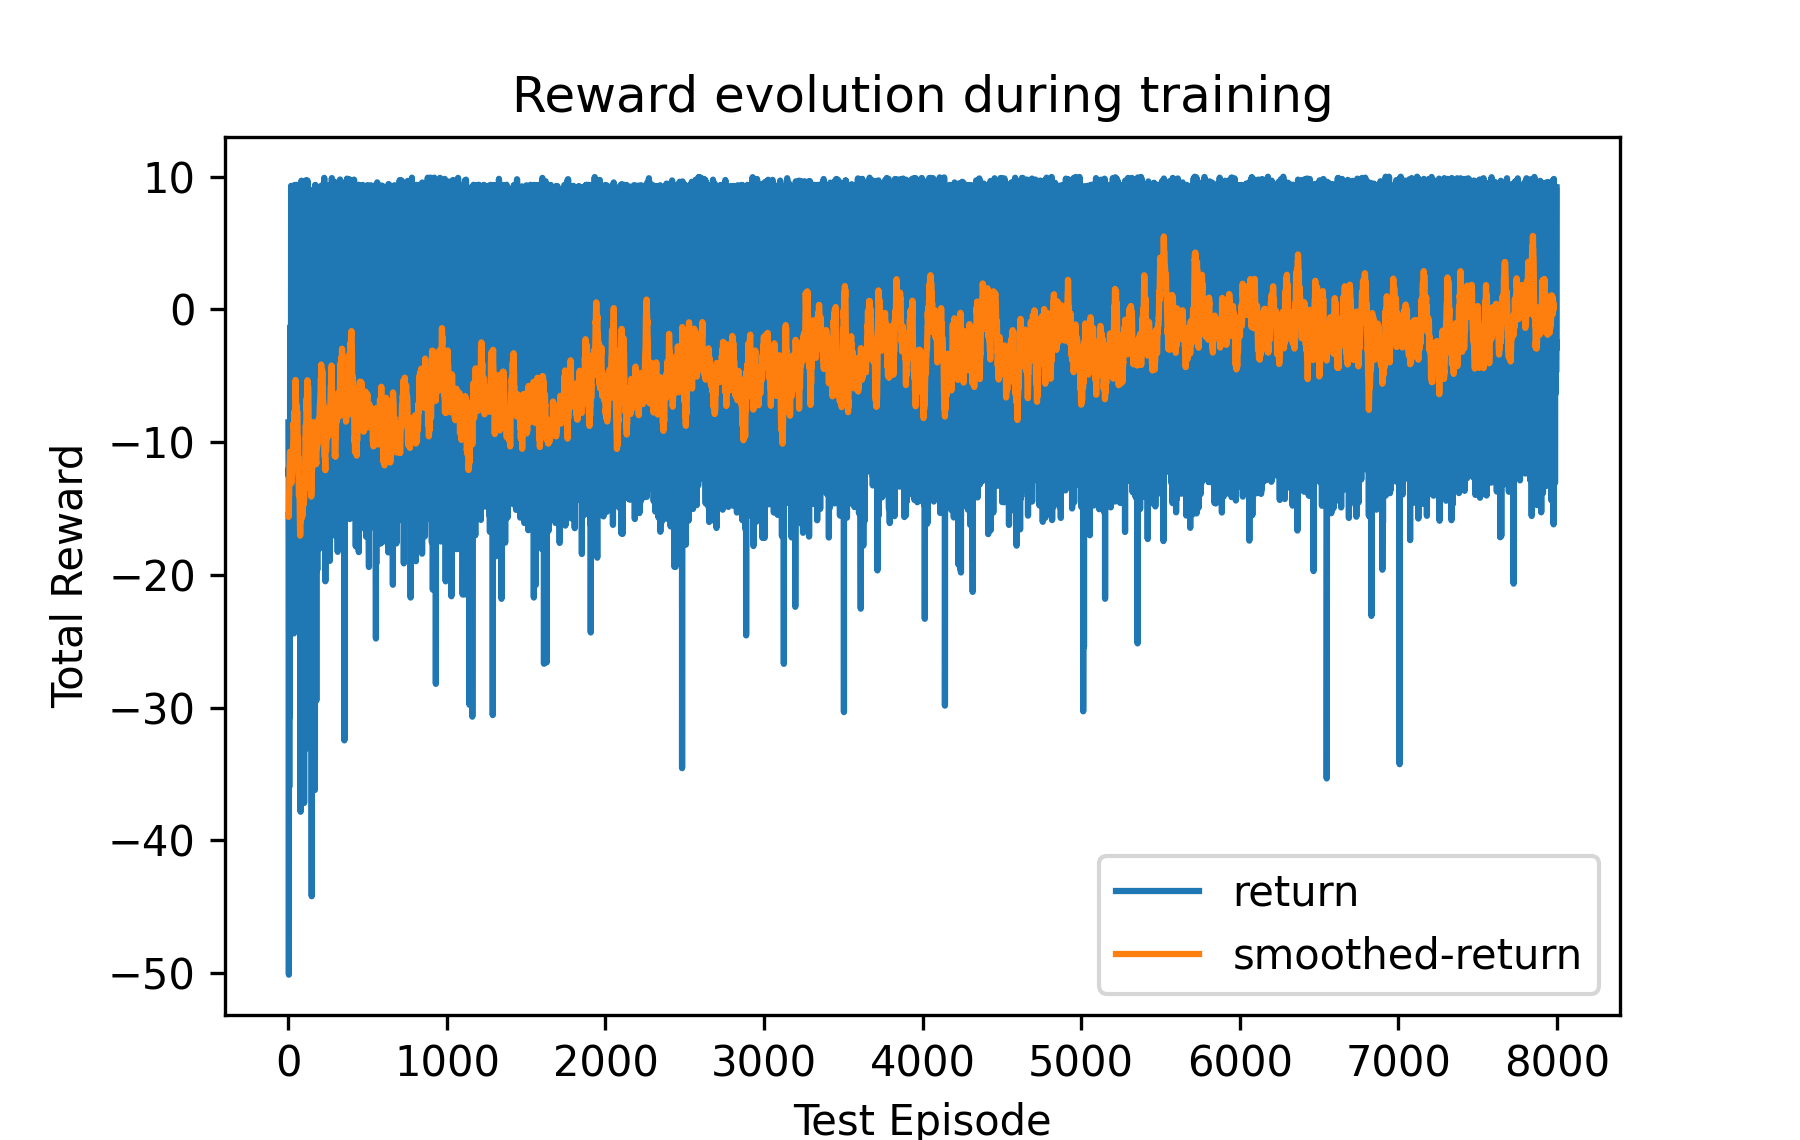 Reward evolution during training
Total Reward
10
0
−10
−20
−30
−40
−50
return
smoothed-return
0 1000 2000 3000 4000 5000 6000 7000 8000
Test Episode